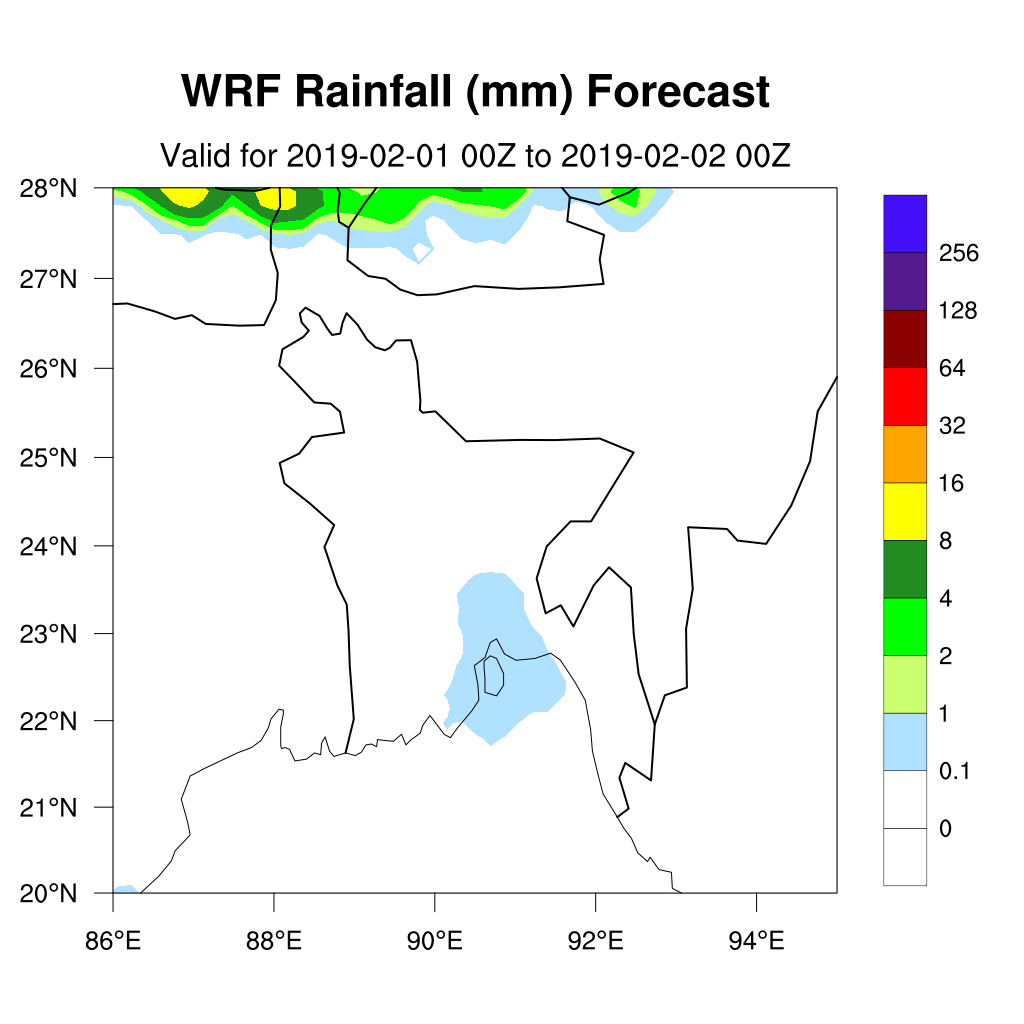 WRF Rainfall (mm) Forecast
Valid for 2019-02-01 00Z to 2019-02-02 00Z
28°N
27°N
26°N
25°N
24°N
23°N
22°N
21°N
20°N
86°E 88°E 90°E 92°E 94°E
256
128
64
32
16
8
4
2
1
0.1
0